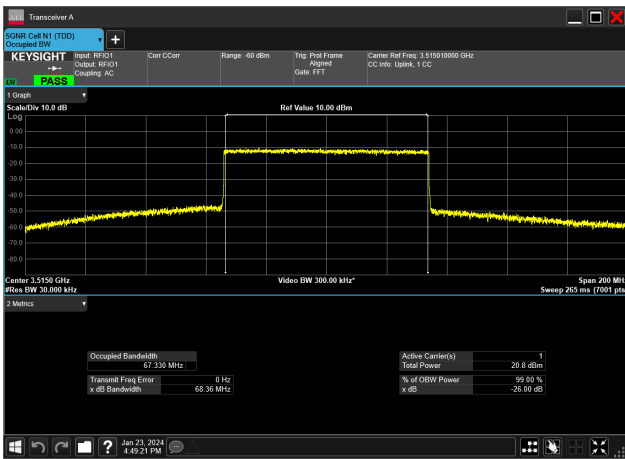 Transceiver A
5GNR Cell N1 (TDD)
Occupied BW
KEYSIGHT
PASS
Input: RFIO1
Output: RFIO1
Coupling: AC
Corr CCorr
Range: -60 dBm
Trig: Prot Frame
Aligned
Gate: FFT
Carrier Ref Freq: 3.515010000 GHz
CC Info: Uplink, 1 CC
1 Graph
Scale/Div 10.0 dB
Ref Value 10.00 dBm
Log
0.00
-10.0
-20.0
-30.0
-40.0
-50.0
-60.0
-70.0
-80.0
Center 3.5150 GHz
Video BW 300.00 kHz*
Span 200 MHz
#Res BW 30.000 kHz
Sweep 265 ms (7001 pts
2 Metrics
Occupied Bandwidth
67.330 MHz
Transmit Freq Error 0 Hz
x dB Bandwidth 68.36 MHz
Active Carrier(s) 1
Total Power 20.8 dBm
% of OBW Power 99.00 %
x dB -26.00 dB
Jan 23, 2024
4:49:21 PM